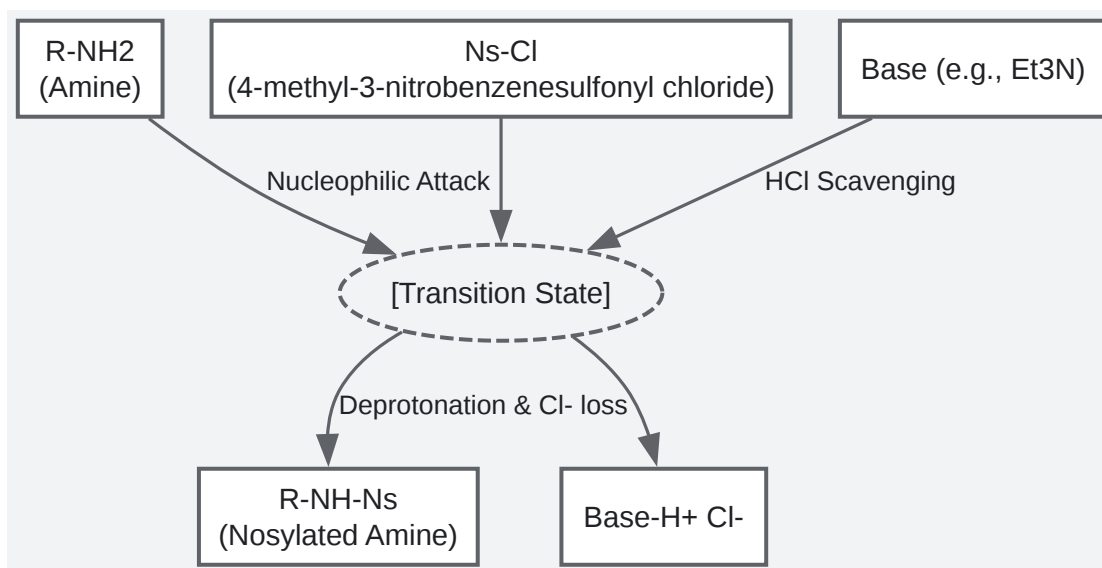 R-NH2
(Amine)
Ns-Cl
(4-methyl-3-nitrobenzenesulfonyl chloride)
Base (e.g., Et3N)
Nucleophilic Attack
HCl Scavenging
[Transition State]
Deprotonation & Cl- loss
R-NH-Ns
(Nosylated Amine)
Base-H+ Cl-